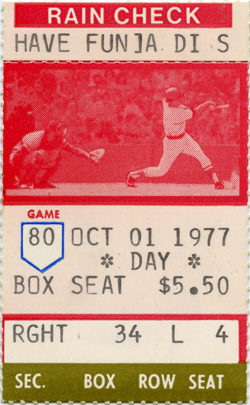 RAIN CHECK
HAVE FUN]A DI S
GAME
80 OCT 01 1977
* DAY *
BOX SEAT $5.50
RGHT 34 L 4
SEC. BOX ROW SEAT